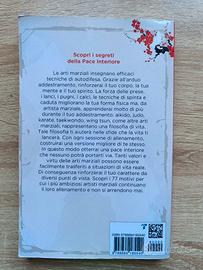 Scopri i segreti
della Pace Interiore
Le arti marziali insegnano efficaci
tecniche di autodifesa. Grazie all'arduo
addestramento, rinforzerai il corpo, la tua
mente e il tuo spirito. La forza delle prese,
i lanci, i pugni, i calci, le tecniche di spinta e
caduta migliorano la tua forma fisica ma, da
artista marziale, apprenderai molto di più
durante il tuo addestramento: aikido, judo,
karate, taekwondo, wing tsun, come altre arti
marziali, rappresentano una filosofia di vita.
Tale filosofia ti aiuterà nelle sfide che la vita ti
lancerà. Con ogni sessione di allenamento,
costruirai una versione migliore di te stesso.
In questo modo otterrai una pace interiore
che nessuno potrà portarti via. Tanti valori e
virtù delle arti marziali possono essere
facilmente trasferiti a situazioni di vita reale.
Di conseguenza rinforzerai il tuo carattere da
diversi punti di vista. Scopri i 77 motivi per
cui i più ambiziosi artisti marziali continuano
il loro allenamento e non si arrendono mai.